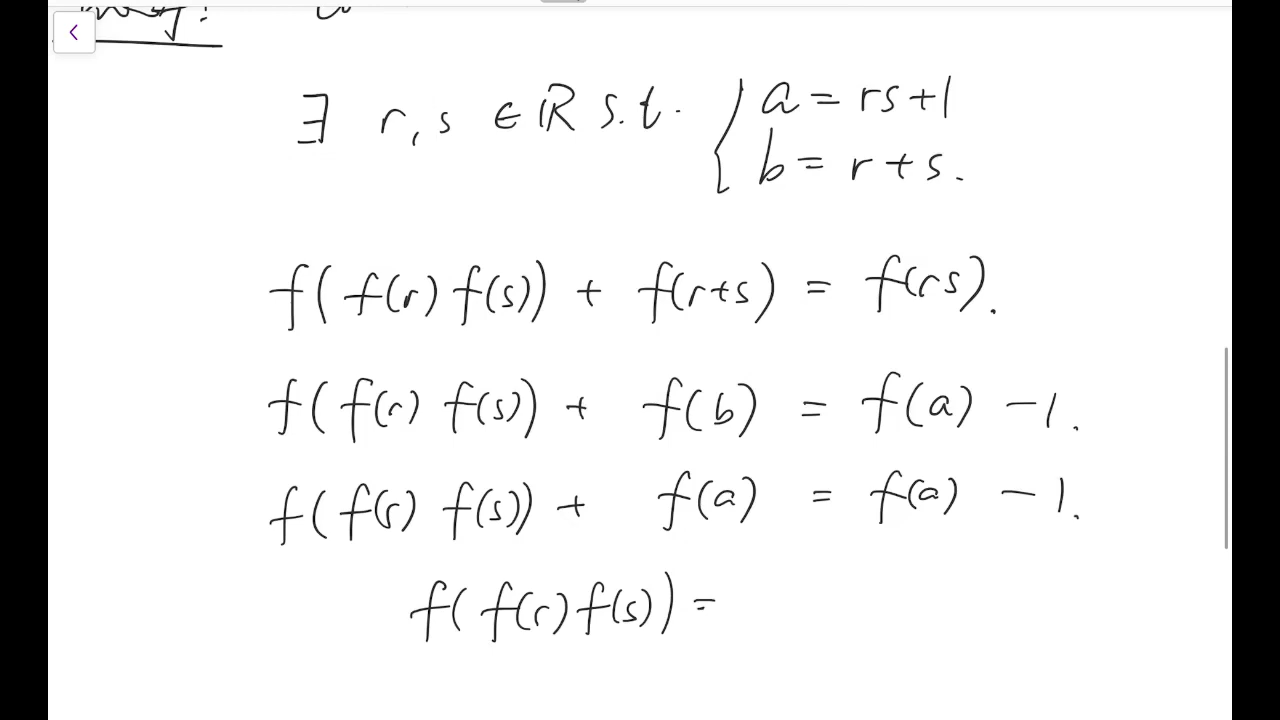 ∃ r, s ∈ ℝ s.t. { a = rs + 1
b = r + s.
f(f(r) f(s)) + f(r+s) = f(rs).
f(f(r) f(s)) + f(b) = f(a) - 1.
f(f(r) f(s)) + f(a) = f(a) - 1.
f(f(r) f(s)) =